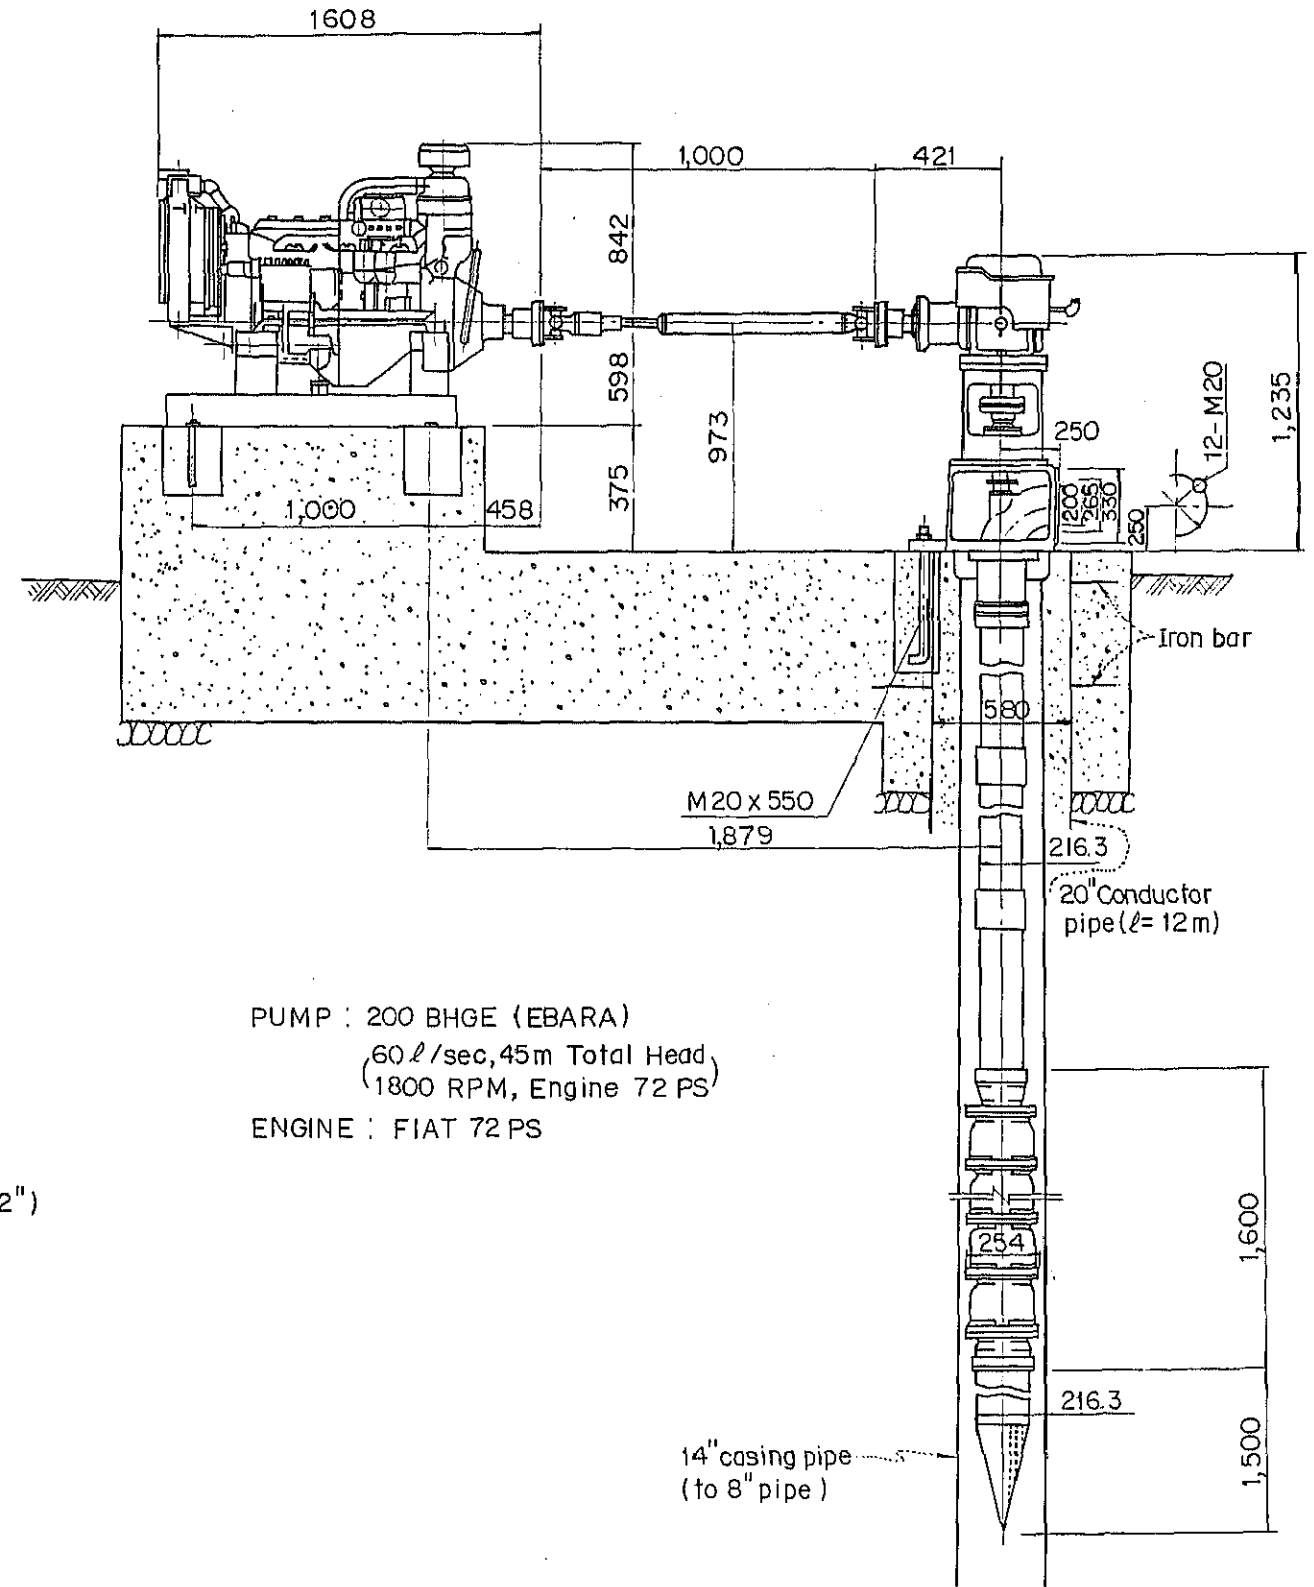 1608
1,000
421
842
598
375
973
1,235
12-M20
250
200
265
330
250
1,000
458
Iron bar
580
M20 x 550
1,879
216.3
20" Conductor
pipe (ℓ= 12m)
PUMP : 200 BHGE (EBARA)
(60 ℓ/sec, 45m Total Head
1800 RPM, Engine 72 PS)
ENGINE : FIAT 72 PS
2")
1,600
254
216.3
14" casing pipe
(to 8" pipe)
1,500